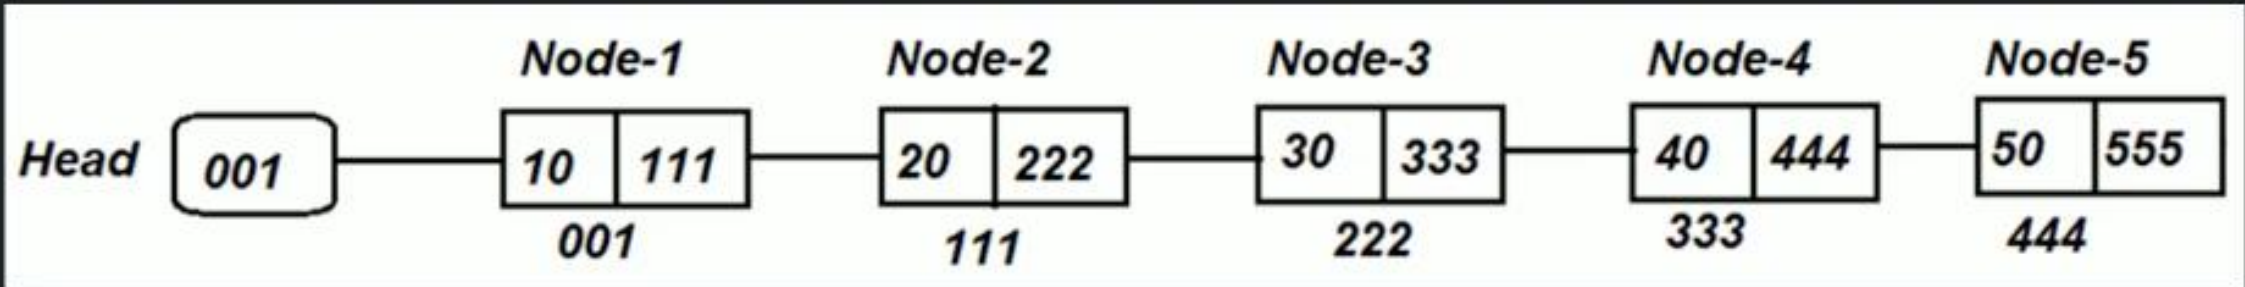 Node-1 Node-2 Node-3 Node-4 Node-5
Head 001 10 111 20 222 30 333 40 444 50 555
001 111 222 333 444